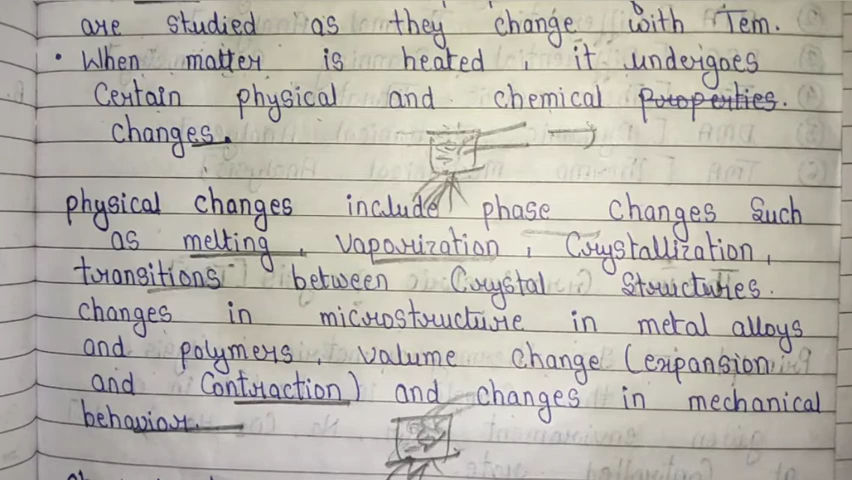 are studied as they change with Tem.
• When matter is heated, it undergoes
Certain physical and chemical properties.
changes.
physical changes include phase changes Such
as melting, vaparization, Crystallization,
transitions between Crystal Structures.
changes in microstructure in metal alloys
and polymers, valume change (expansion
and Contraction) and changes in mechanical
behavior.